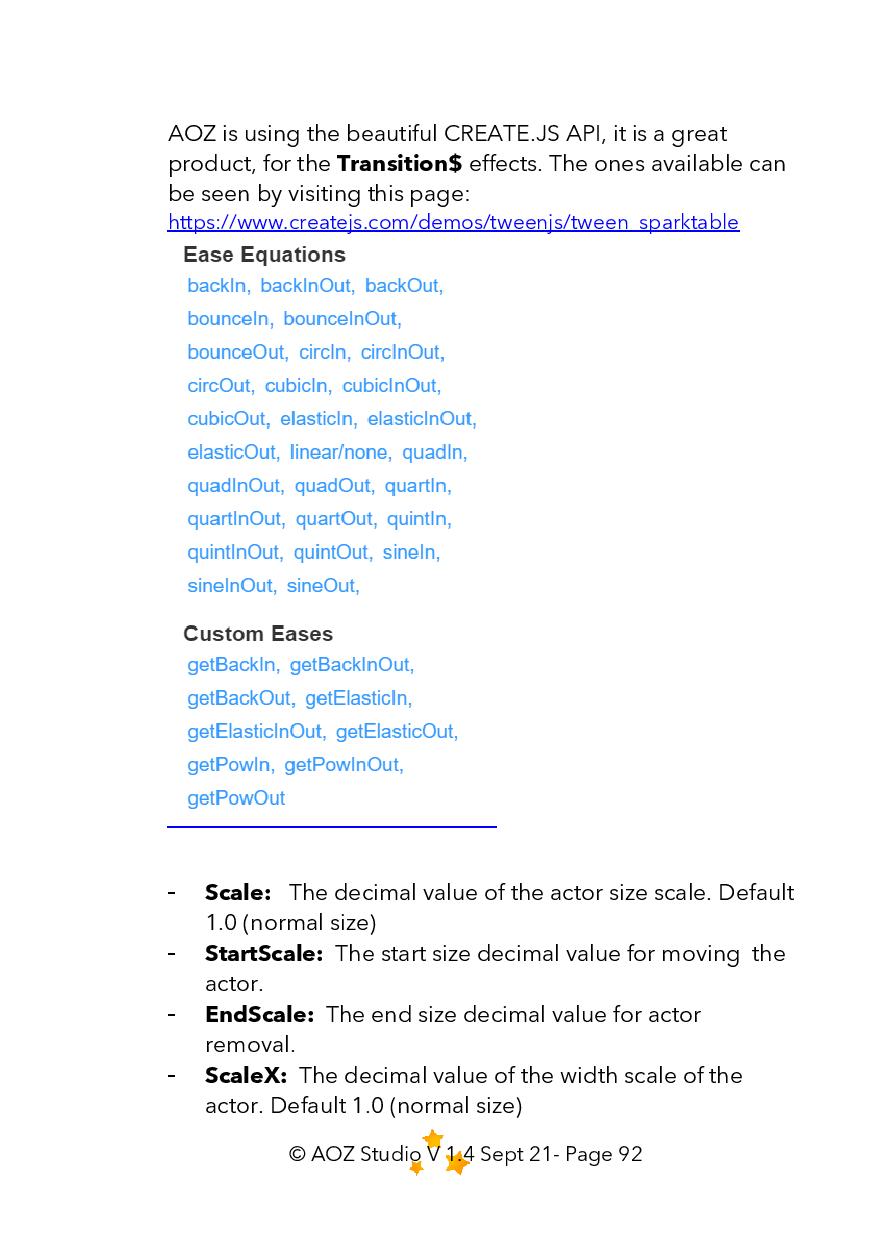 AOZ is using the beautiful CREATE.JS API, it is a great
product, for the Transition$ effects. The ones available can
be seen by visiting this page:
https://www.createjs.com/demos/tweenjs/tween_sparktable
Ease Equations
backIn, backInOut, backOut,
bounceIn, bounceInOut,
bounceOut, circIn, circInOut,
circOut, cubicIn, cubicInOut,
cubicOut, elasticIn, elasticInOut,
elasticOut, linear/none, quadIn,
quadInOut, quadOut, quartIn,
quartInOut, quartOut, quintIn,
quintInOut, quintOut, sineIn,
sineInOut, sineOut,
Custom Eases
getBackIn, getBackInOut,
getBackOut, getElasticIn,
getElasticInOut, getElasticOut,
getPowIn, getPowInOut,
getPowOut
- Scale: The decimal value of the actor size scale. Default
1.0 (normal size)
- StartScale: The start size decimal value for moving the
actor.
- EndScale: The end size decimal value for actor
removal.
- ScaleX: The decimal value of the width scale of the
actor. Default 1.0 (normal size)
© AOZ Studio V 1.4 Sept 21- Page 92